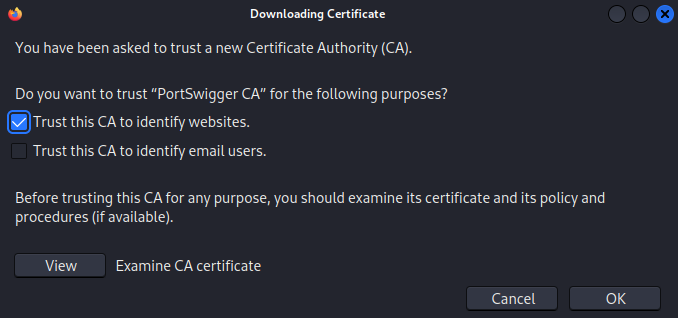 Downloading Certificate
You have been asked to trust a new Certificate Authority (CA).
Do you want to trust “PortSwigger CA” for the following purposes?
Trust this CA to identify websites.
Trust this CA to identify email users.
Before trusting this CA for any purpose, you should examine its certificate and its policy and
procedures (if available).
View Examine CA certificate
Cancel OK